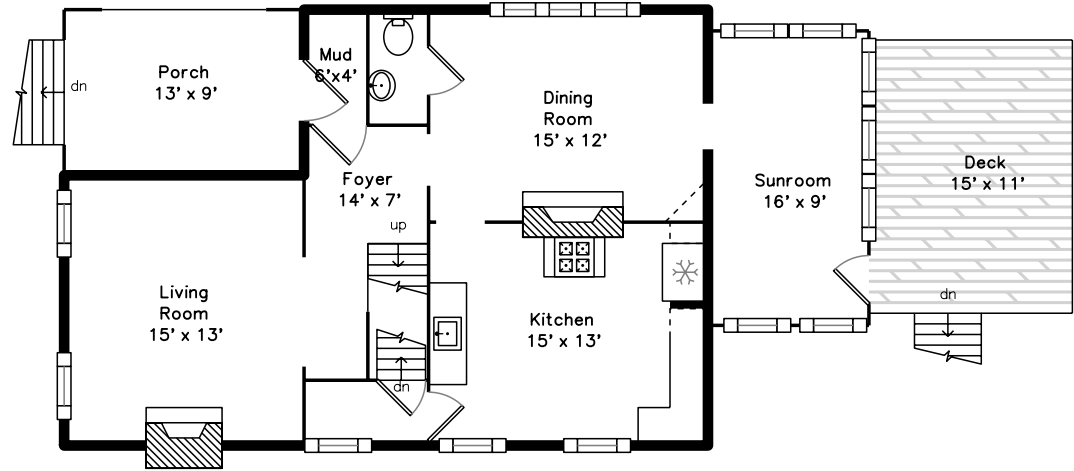 Mud
6'x4'
Porch
13' x 9'
dn
Dining
Room
15' x 12'
Deck
15' x 11'
Foyer
14' x 7'
Sunroom
16' x 9'
up
Living
Room
15' x 13'
dn
Kitchen
15' x 13'
dn